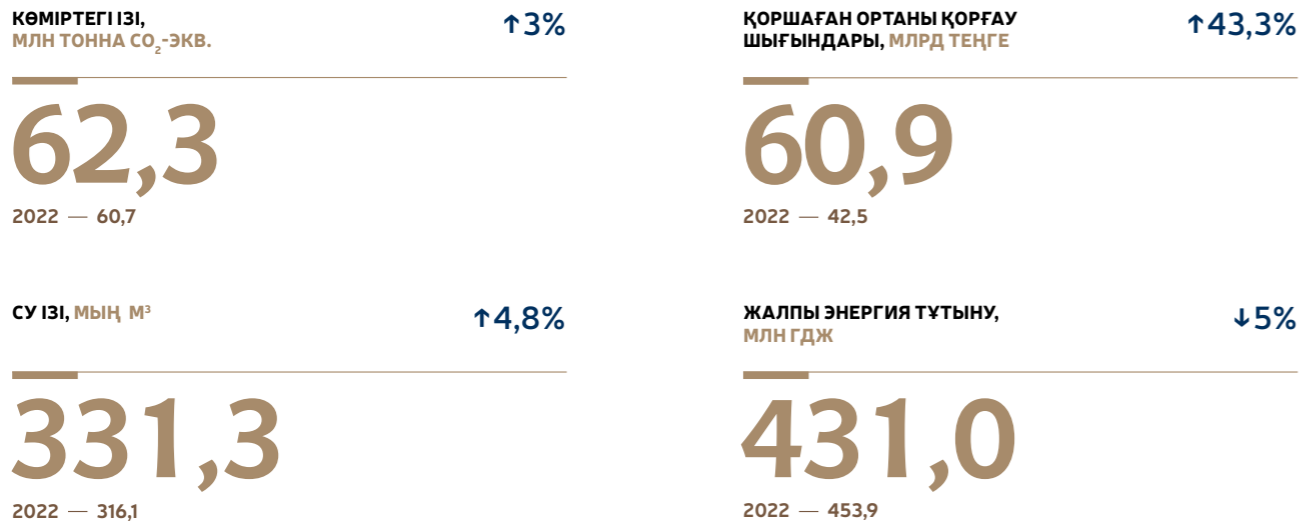 КӨМІРТЕГІ ІЗІ,
МЛН ТОННА CO₂-ЭКВ.
↑3%
62,3
2022 — 60,7
ҚОРШАҒАН ОРТАНЫ ҚОРҒАУ
ШЫҒЫНДАРЫ, МЛРД ТЕҢГЕ
↑43,3%
60,9
2022 — 42,5
СУ ІЗІ, МЫҢ М³
↑4,8%
331,3
2022 — 316,1
ЖАЛПЫ ЭНЕРГИЯ ТҰТЫНУ,
МЛН ГДЖ
↓5%
431,0
2022 — 453,9